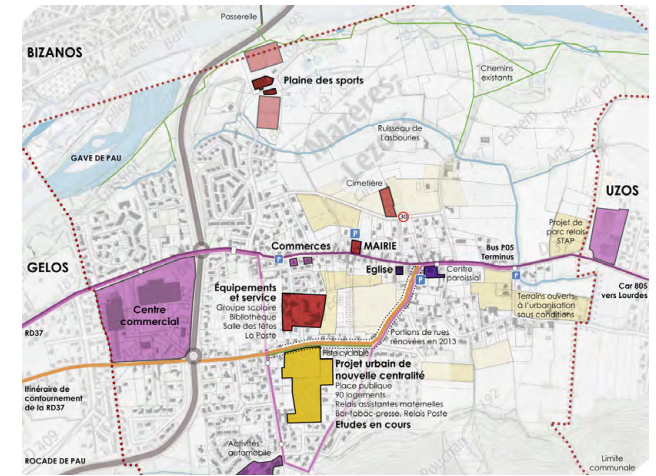 Passerelle
BIZANOS
Plaine des sports
Chemins
existants
Mazères
Lezons
Ruisseau de
Lasbouries
GAVE DE PAU
Cimetière
30
UZOS
Projet de
parc relais
STAP
P
Commerces
MAIRIE
Bus P05
Terminus
GELOS
Eglise
P
Centre
paroissial
P
Car 805
vers Lourdes
Centre
commercial
Équipements
et service
Groupe scolaire
Bibliothèque
Salle des fêtes
La Poste
Terrains ouverts
à l'urbanisation
sous conditions
RD37
Portions de rues
rénovées en 2013
Piste cyclable
Projet urbain de
nouvelle centralité
Place publique
90 logements
Relais assistantes maternelles
Bar-tabac-presse, Relais Poste
Etudes en cours
Itinéraire de
contournement
de la RD37
Activités
automobile
ROCADE DE PAU
Limite
communale